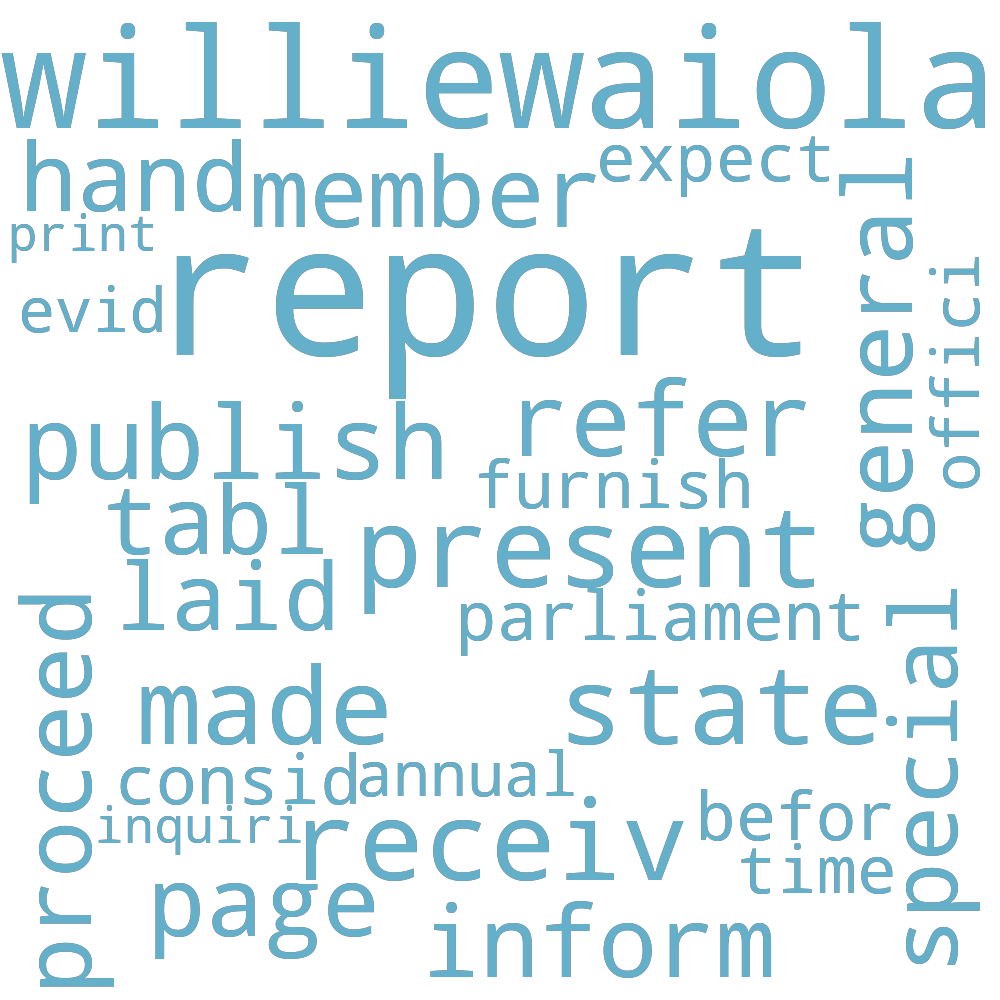 williewaiola
hand member expect
print
report
evid
general
offici
publish refer
furnish
tabl
present
laid
parliament
proceed
made state
special
consid annual
inquiri receiv befor
time
page
inform